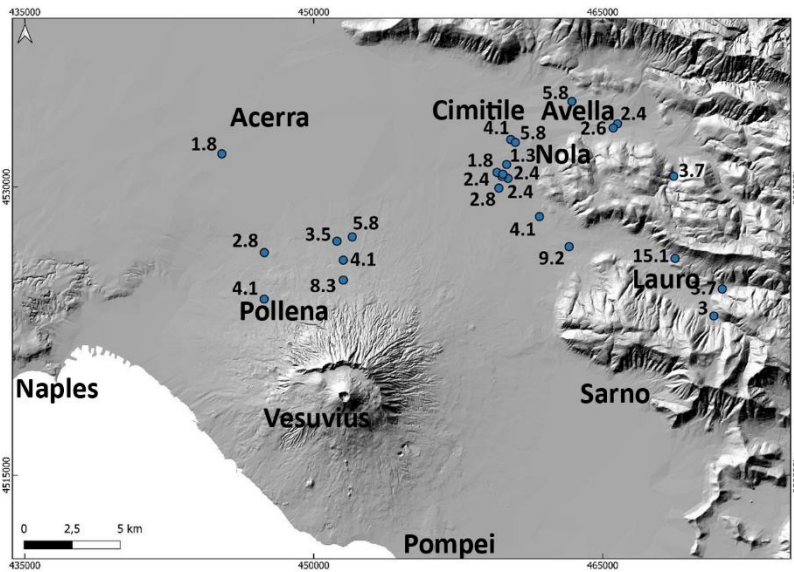 435000 450000 465000
5.8
Acerra Cimitile Avella 2.4
4.1 5.8 2.6
1.8 Nola
1.3
1.8 2.4 3.7
4530000 2.4 2.4
2.8
5.8 4.1
3.5
2.8 4.1 9.2 15.1
8.3 Lauro
4.1 3.7
Pollena 3
Naples Sarno
Vesuvius
4515000
0 2,5 5 km
Pompei
435000 450000 465000